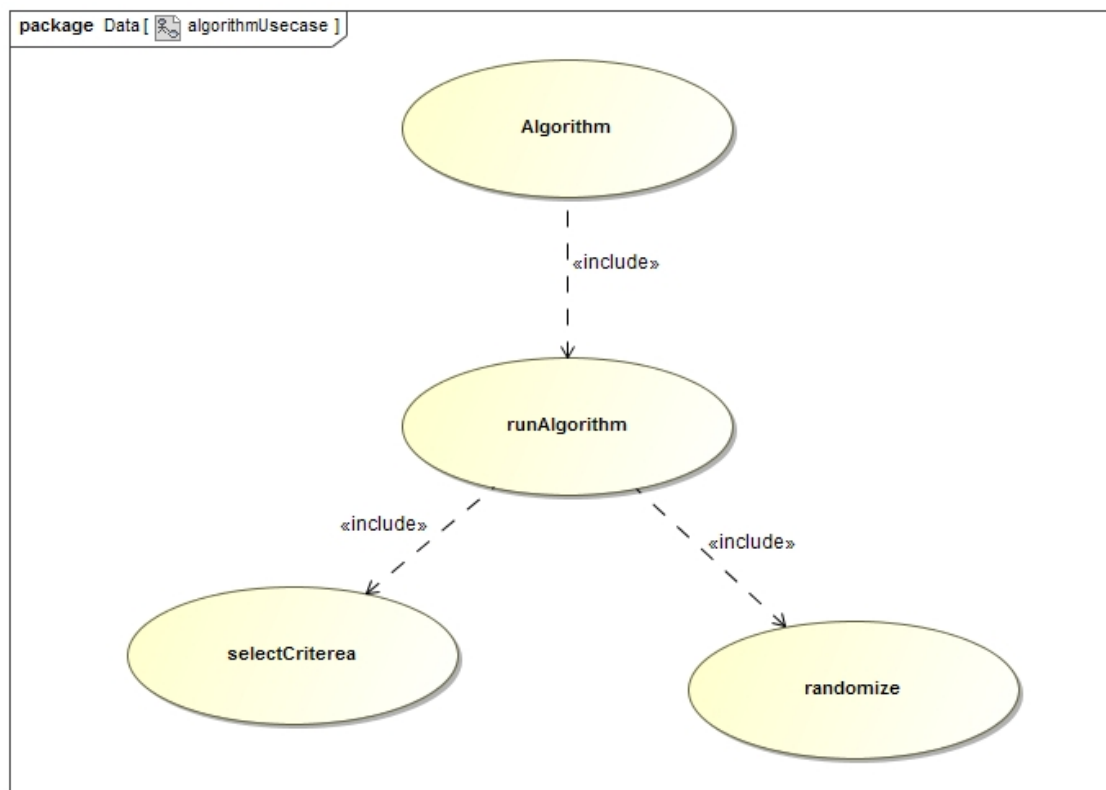 package Data [ algorithmUsecase ]
Algorithm
«include»
runAlgorithm
«include»
«include»
selectCriterea
randomize